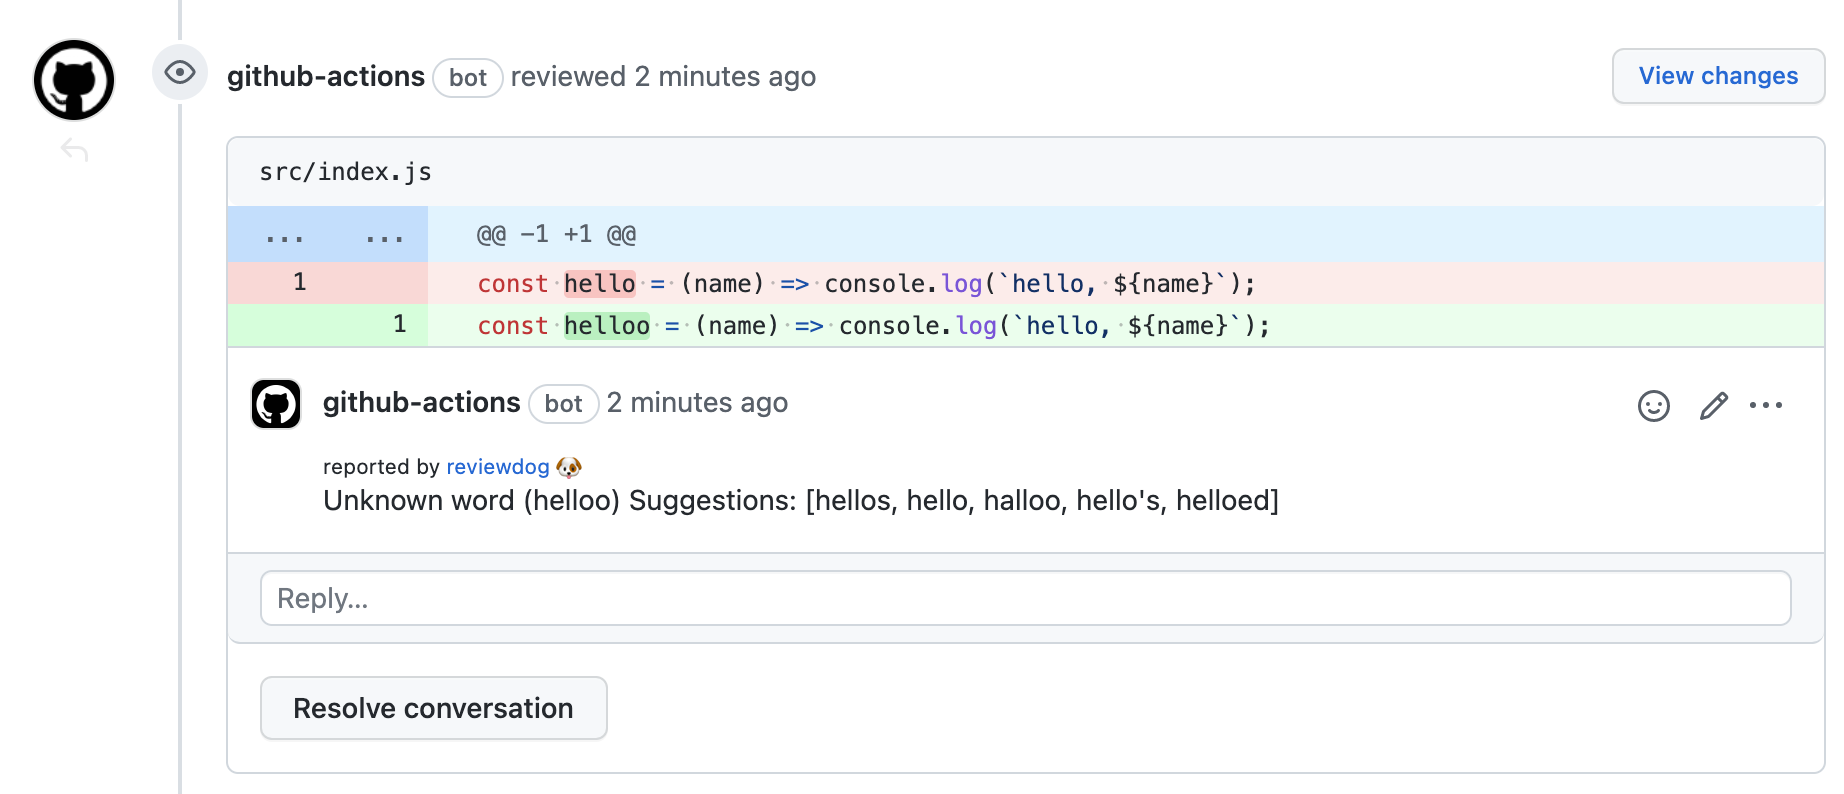 github-actions bot reviewed 2 minutes ago
View changes
src/index.js
... ... @@ -1 +1 @@
1 const hello = (name) => console.log(`hello, ${name}`);
1 const helloo = (name) => console.log(`hello, ${name}`);
github-actions bot 2 minutes ago
reported by reviewdog 🐶
Unknown word (helloo) Suggestions: [hellos, hello, halloo, hello's, helloed]
Reply...
Resolve conversation